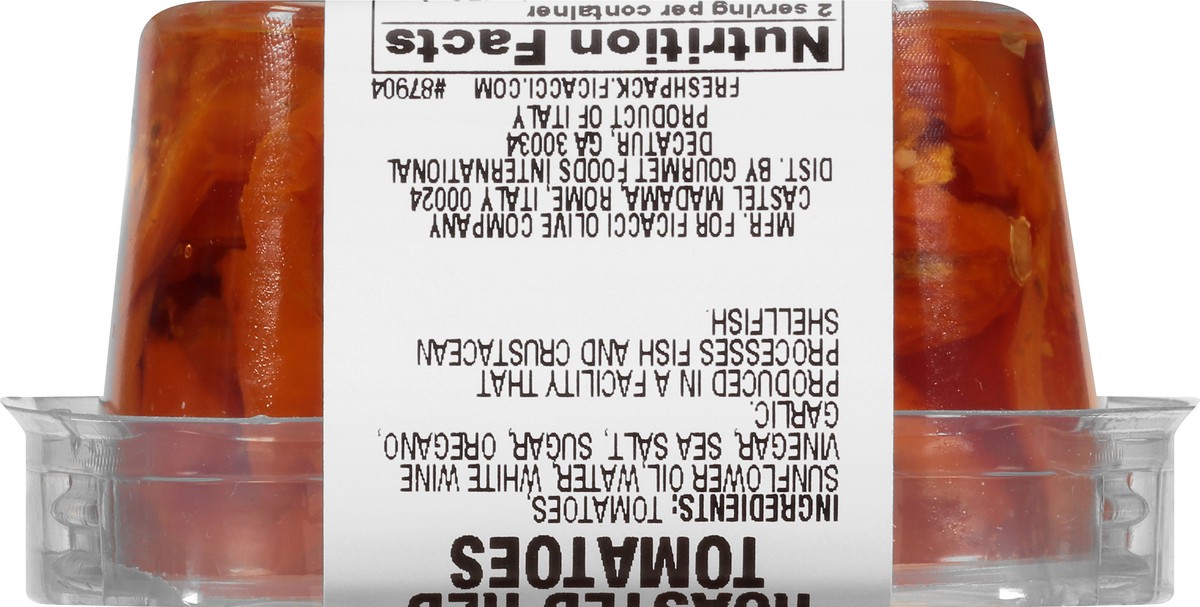 ROASTED RED
TOMATOES
INGREDIENTS: TOMATOES
SUNFLOWER OIL, WATER, WHITE WINE
VINEGAR, SEA SALT, SUGAR, OREGANO,
GARLIC.
PRODUCED IN A FACILITY THAT
PROCESSES FISH AND CRUSTACEAN
SHELLFISH.
MFR. FOR FICACCI OLIVE COMPANY
CASTEL MADAMA, ROME, ITALY 00024
DIST. BY GOURMET FOODS INTERNATIONAL
DECATUR, GA 30034
PRODUCT OF ITALY
FRESHPACK.FICACCI.COM #87904
Nutrition Facts
2 serving per container